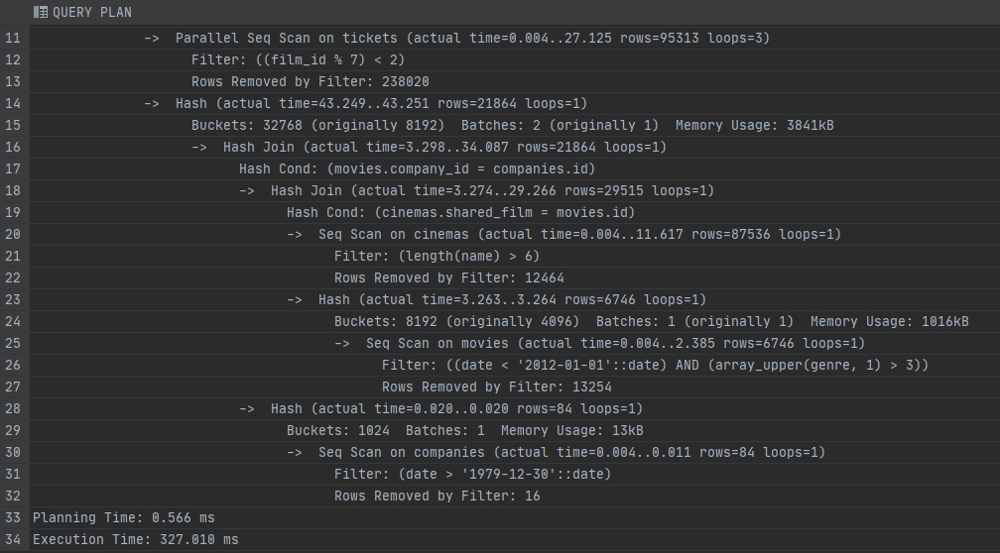 QUERY PLAN
11 -> Parallel Seq Scan on tickets (actual time=0.004..27.125 rows=95313 loops=3)
12 Filter: ((film_id % 7) < 2)
13 Rows Removed by Filter: 238020
14 -> Hash (actual time=43.249..43.251 rows=21864 loops=1)
15 Buckets: 32768 (originally 8192) Batches: 2 (originally 1) Memory Usage: 3841kB
16 -> Hash Join (actual time=3.298..34.087 rows=21864 loops=1)
17 Hash Cond: (movies.company_id = companies.id)
18 -> Hash Join (actual time=3.274..29.266 rows=29515 loops=1)
19 Hash Cond: (cinemas.shared_film = movies.id)
20 -> Seq Scan on cinemas (actual time=0.004..11.617 rows=87536 loops=1)
21 Filter: (length(name) > 6)
22 Rows Removed by Filter: 12464
23 -> Hash (actual time=3.263..3.264 rows=6746 loops=1)
24 Buckets: 8192 (originally 4096) Batches: 1 (originally 1) Memory Usage: 1016kB
25 -> Seq Scan on movies (actual time=0.004..2.385 rows=6746 loops=1)
26 Filter: ((date < '2012-01-01'::date) AND (array_upper(genre, 1) > 3))
27 Rows Removed by Filter: 13254
28 -> Hash (actual time=0.020..0.020 rows=84 loops=1)
29 Buckets: 1024 Batches: 1 Memory Usage: 13kB
30 -> Seq Scan on companies (actual time=0.004..0.011 rows=84 loops=1)
31 Filter: (date > '1979-12-30'::date)
32 Rows Removed by Filter: 16
33 Planning Time: 0.566 ms
34 Execution Time: 327.010 ms